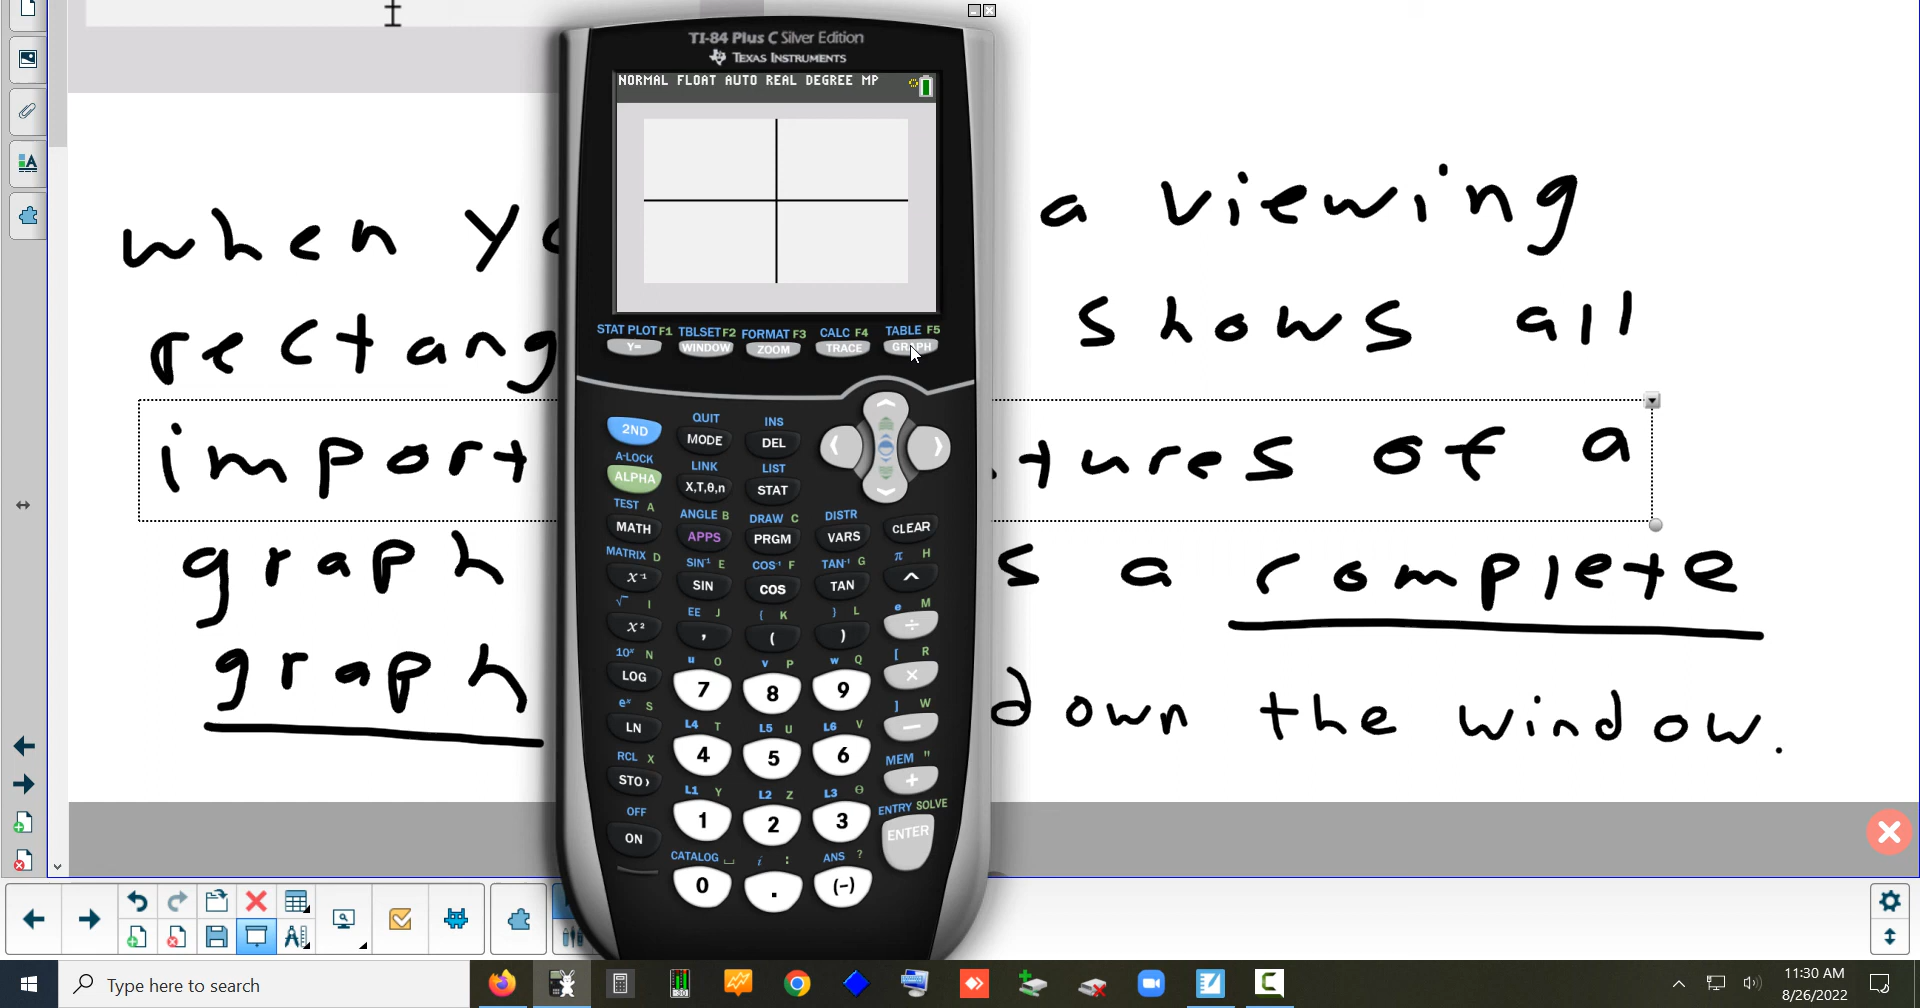 TI-84 Plus C Silver Edition
TEXAS INSTRUMENTS
NORMAL FLOAT AUTO REAL DEGREE MP
when a viewing
shows all
of a
graph a complete
graph down the window.
STAT PLOT F1 TBLSET F2 FORMAT F3 CALC F4 TABLE F5
Y= WINDOW ZOOM TRACE GRAPH
QUIT INS
2ND MODE DEL
A-LOCK LINK LIST
ALPHA X,T,θ,n STAT
TEST A ANGLE B DRAW C DISTR
MATH APPS PRGM VARS CLEAR
MATRIX D SIN⁻¹ E COS⁻¹ F TAN⁻¹ G π H
X⁻¹ SIN COS TAN ^
√ I EE J { K } L e M
X² , ( ) ÷
10ˣ N u O v P w Q [ R
LOG 7 8 9 ×
eˣ S L4 T L5 U L6 V ] W
LN 4 5 6 −
RCL X L1 Y L2 Z L3 θ MEM "
STO› 1 2 3 +
OFF CATALOG i : ANS ? ENTRY SOLVE
ON 0 . (-) ENTER
Type here to search
11:30 AM
8/26/2022